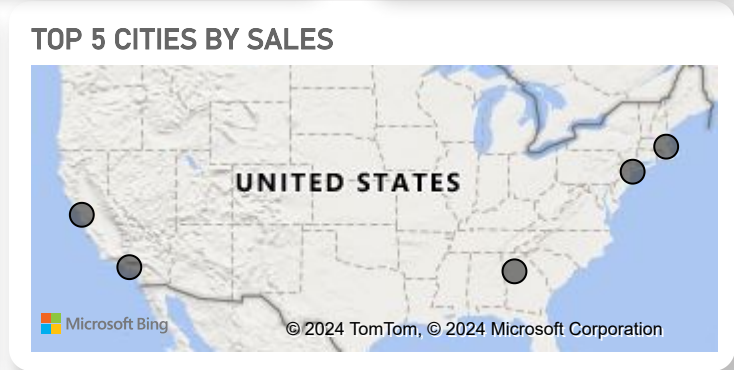 TOP 5 CITIES BY SALES
UNITED STATES
Microsoft Bing
© 2024 TomTom, © 2024 Microsoft Corporation